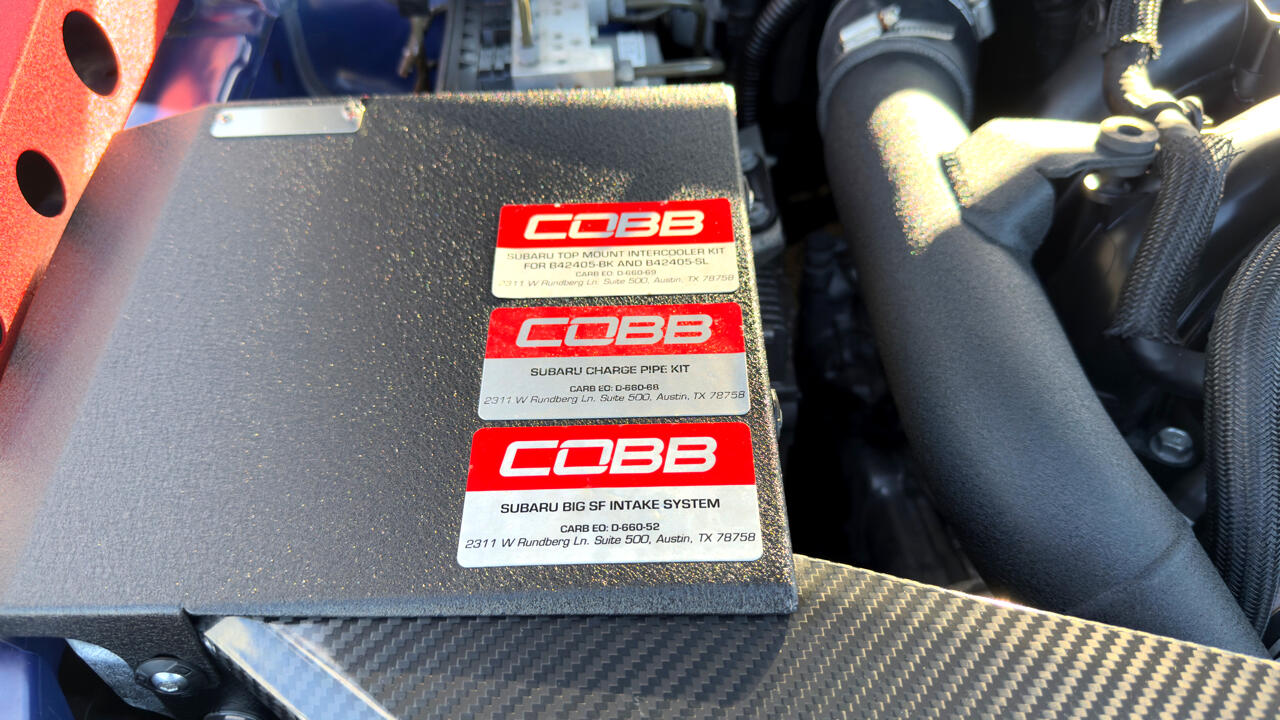 COBB
SUBARU TOP MOUNT INTERCOOLER KIT
FOR B42405-BK AND B42405-SL
CARB EO: D-660-69
2311 W Rundberg Ln. Suite 500, Austin, TX 78758
COBB
SUBARU CHARGE PIPE KIT
CARB EO: D-660-68
2311 W Rundberg Ln. Suite 500, Austin, TX 78758
COBB
SUBARU BIG SF INTAKE SYSTEM
CARB EO: D-660-52
2311 W Rundberg Ln. Suite 500, Austin, TX 78758